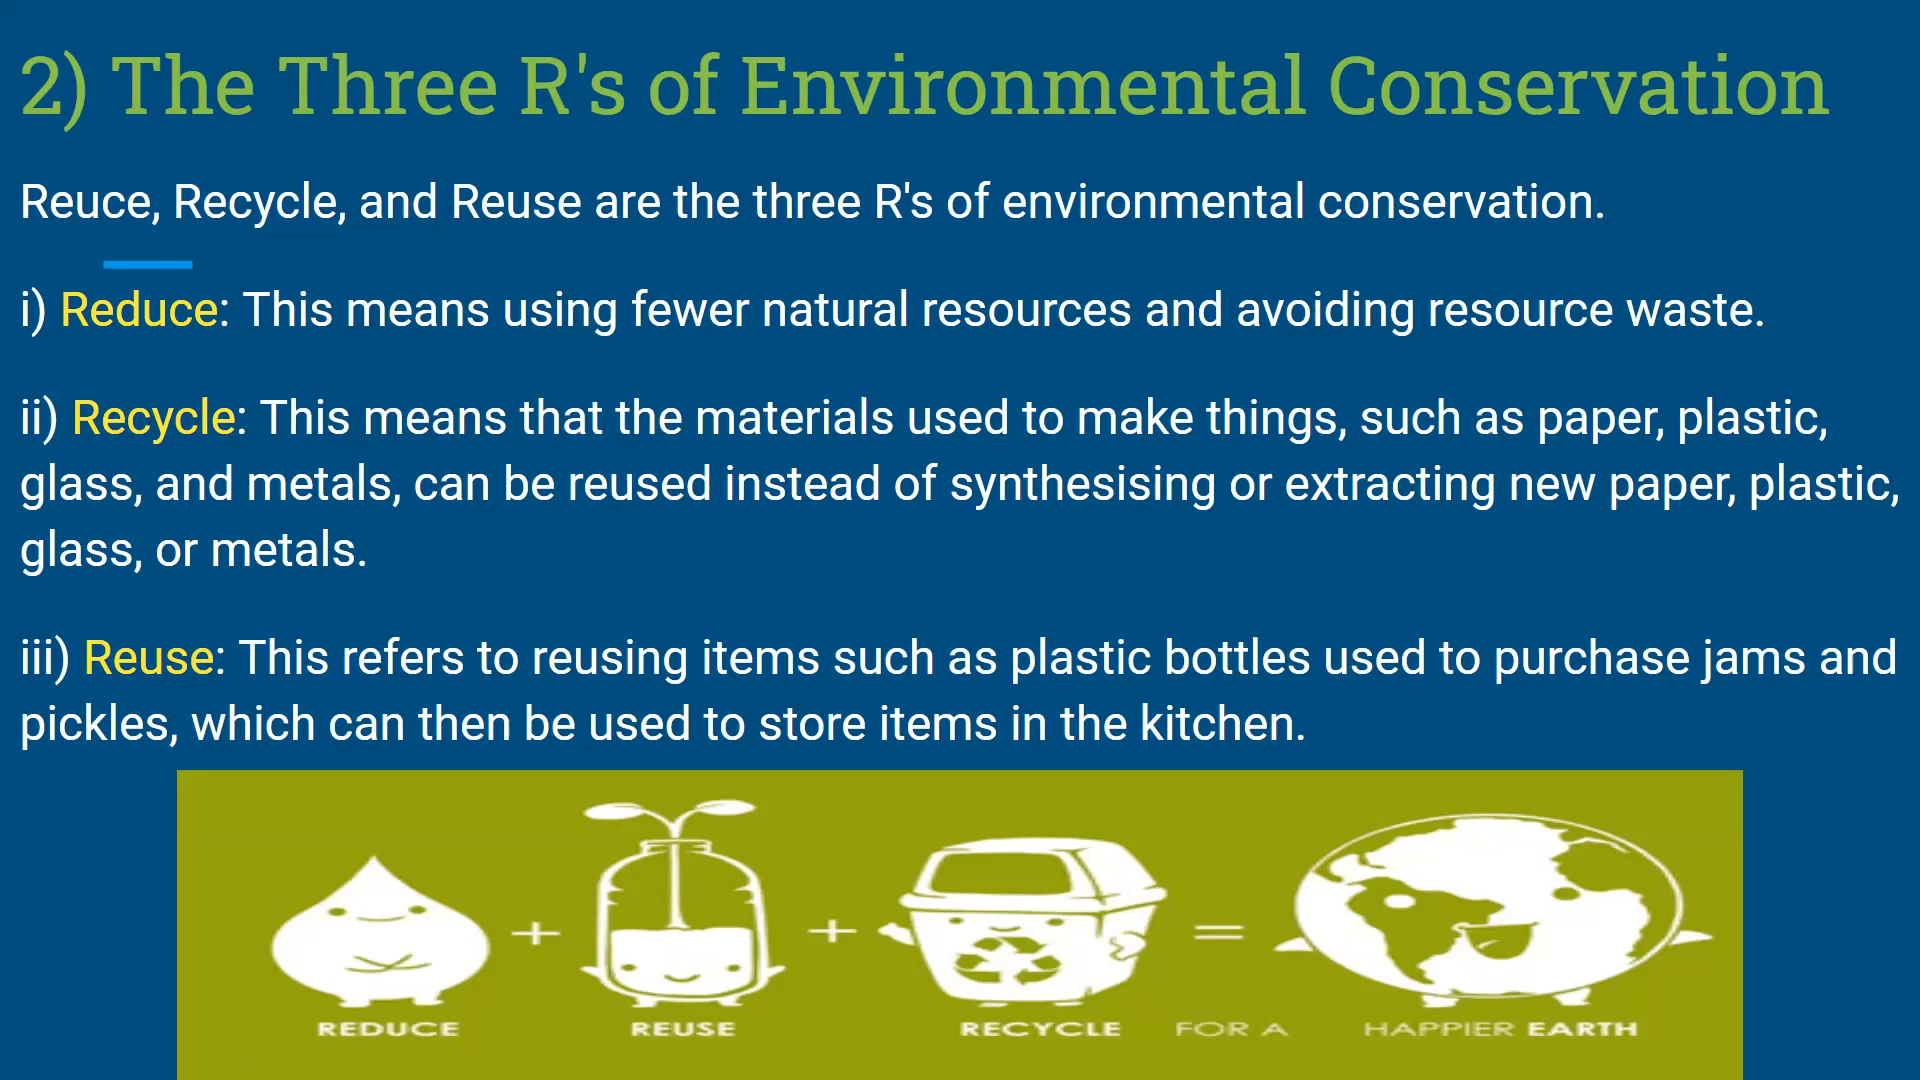 2) The Three R's of Environmental Conservation
Reuce, Recycle, and Reuse are the three R's of environmental conservation.
i) Reduce: This means using fewer natural resources and avoiding resource waste.
ii) Recycle: This means that the materials used to make things, such as paper, plastic,
glass, and metals, can be reused instead of synthesising or extracting new paper, plastic,
glass, or metals.
iii) Reuse: This refers to reusing items such as plastic bottles used to purchase jams and
pickles, which can then be used to store items in the kitchen.
REDUCE REUSE RECYCLE FOR A HAPPIER EARTH